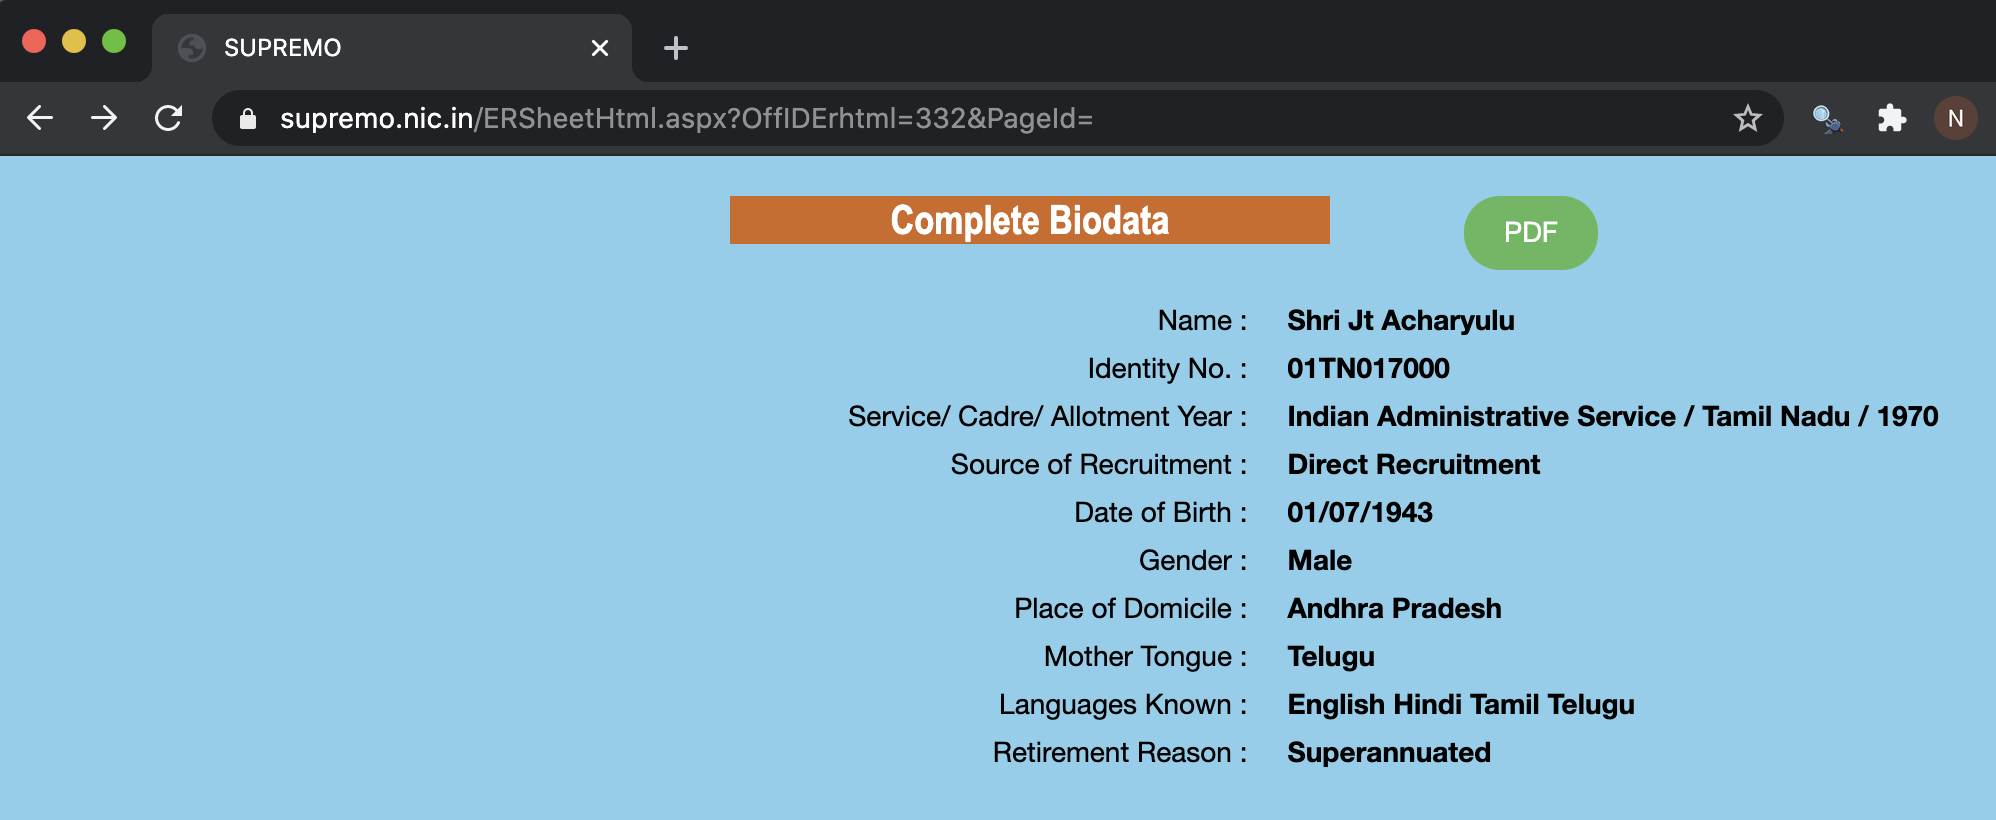 SUPREMO
supremo.nic.in/ERSheetHtml.aspx?OffIDErhtml=332&PageId=
N
Complete Biodata
PDF
Name : Shri Jt Acharyulu
Identity No. : 01TN017000
Service/ Cadre/ Allotment Year : Indian Administrative Service / Tamil Nadu / 1970
Source of Recruitment : Direct Recruitment
Date of Birth : 01/07/1943
Gender : Male
Place of Domicile : Andhra Pradesh
Mother Tongue : Telugu
Languages Known : English Hindi Tamil Telugu
Retirement Reason : Superannuated